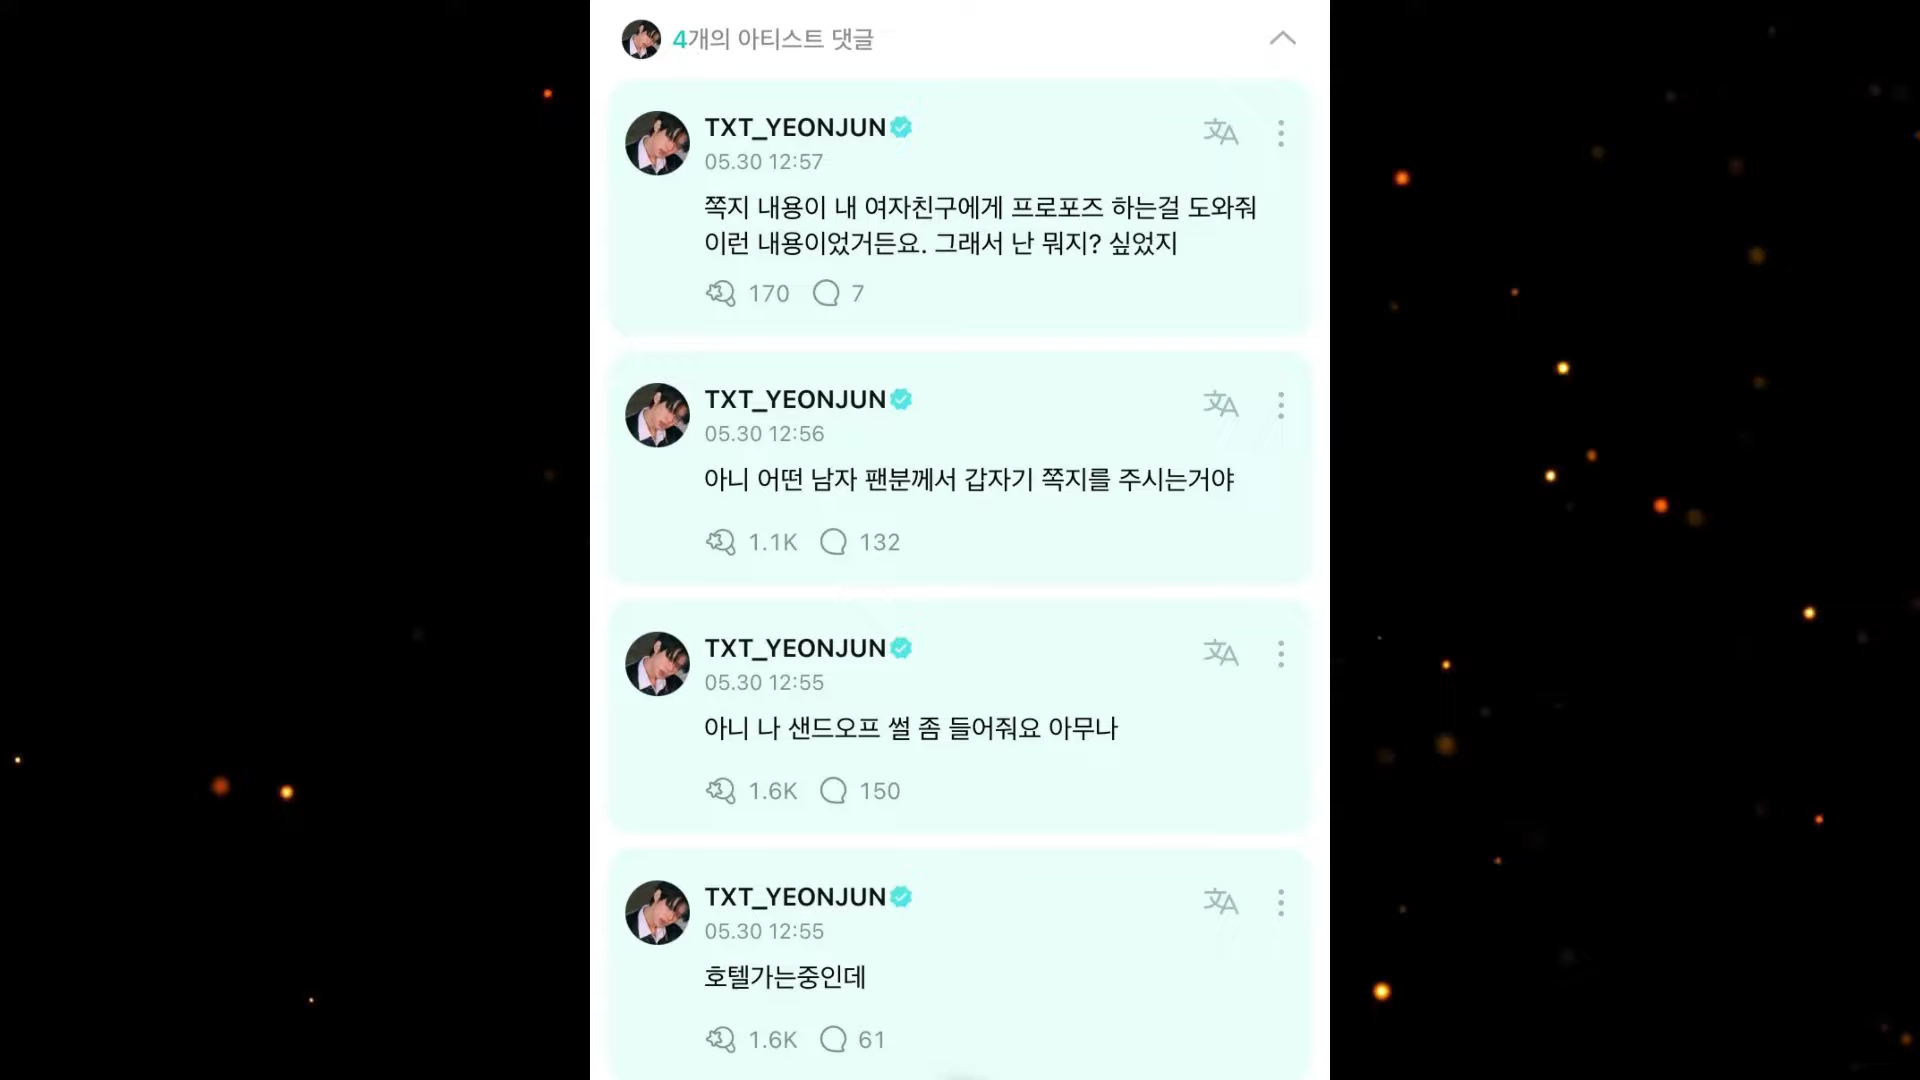 4개의 아티스트 댓글
TXT_YEONJUN
05.30 12:57
쪽지 내용이 내 여자친구에게 프로포즈 하는걸 도와줘
이런 내용이었거든요. 그래서 난 뭐지? 싶었지
170 7
TXT_YEONJUN
05.30 12:56
아니 어떤 남자 팬분께서 갑자기 쪽지를 주시는거야
1.1K 132
TXT_YEONJUN
05.30 12:55
아니 나 샌드오프 썰 좀 들어줘요 아무나
1.6K 150
TXT_YEONJUN
05.30 12:55
호텔가는중인데
1.6K 61